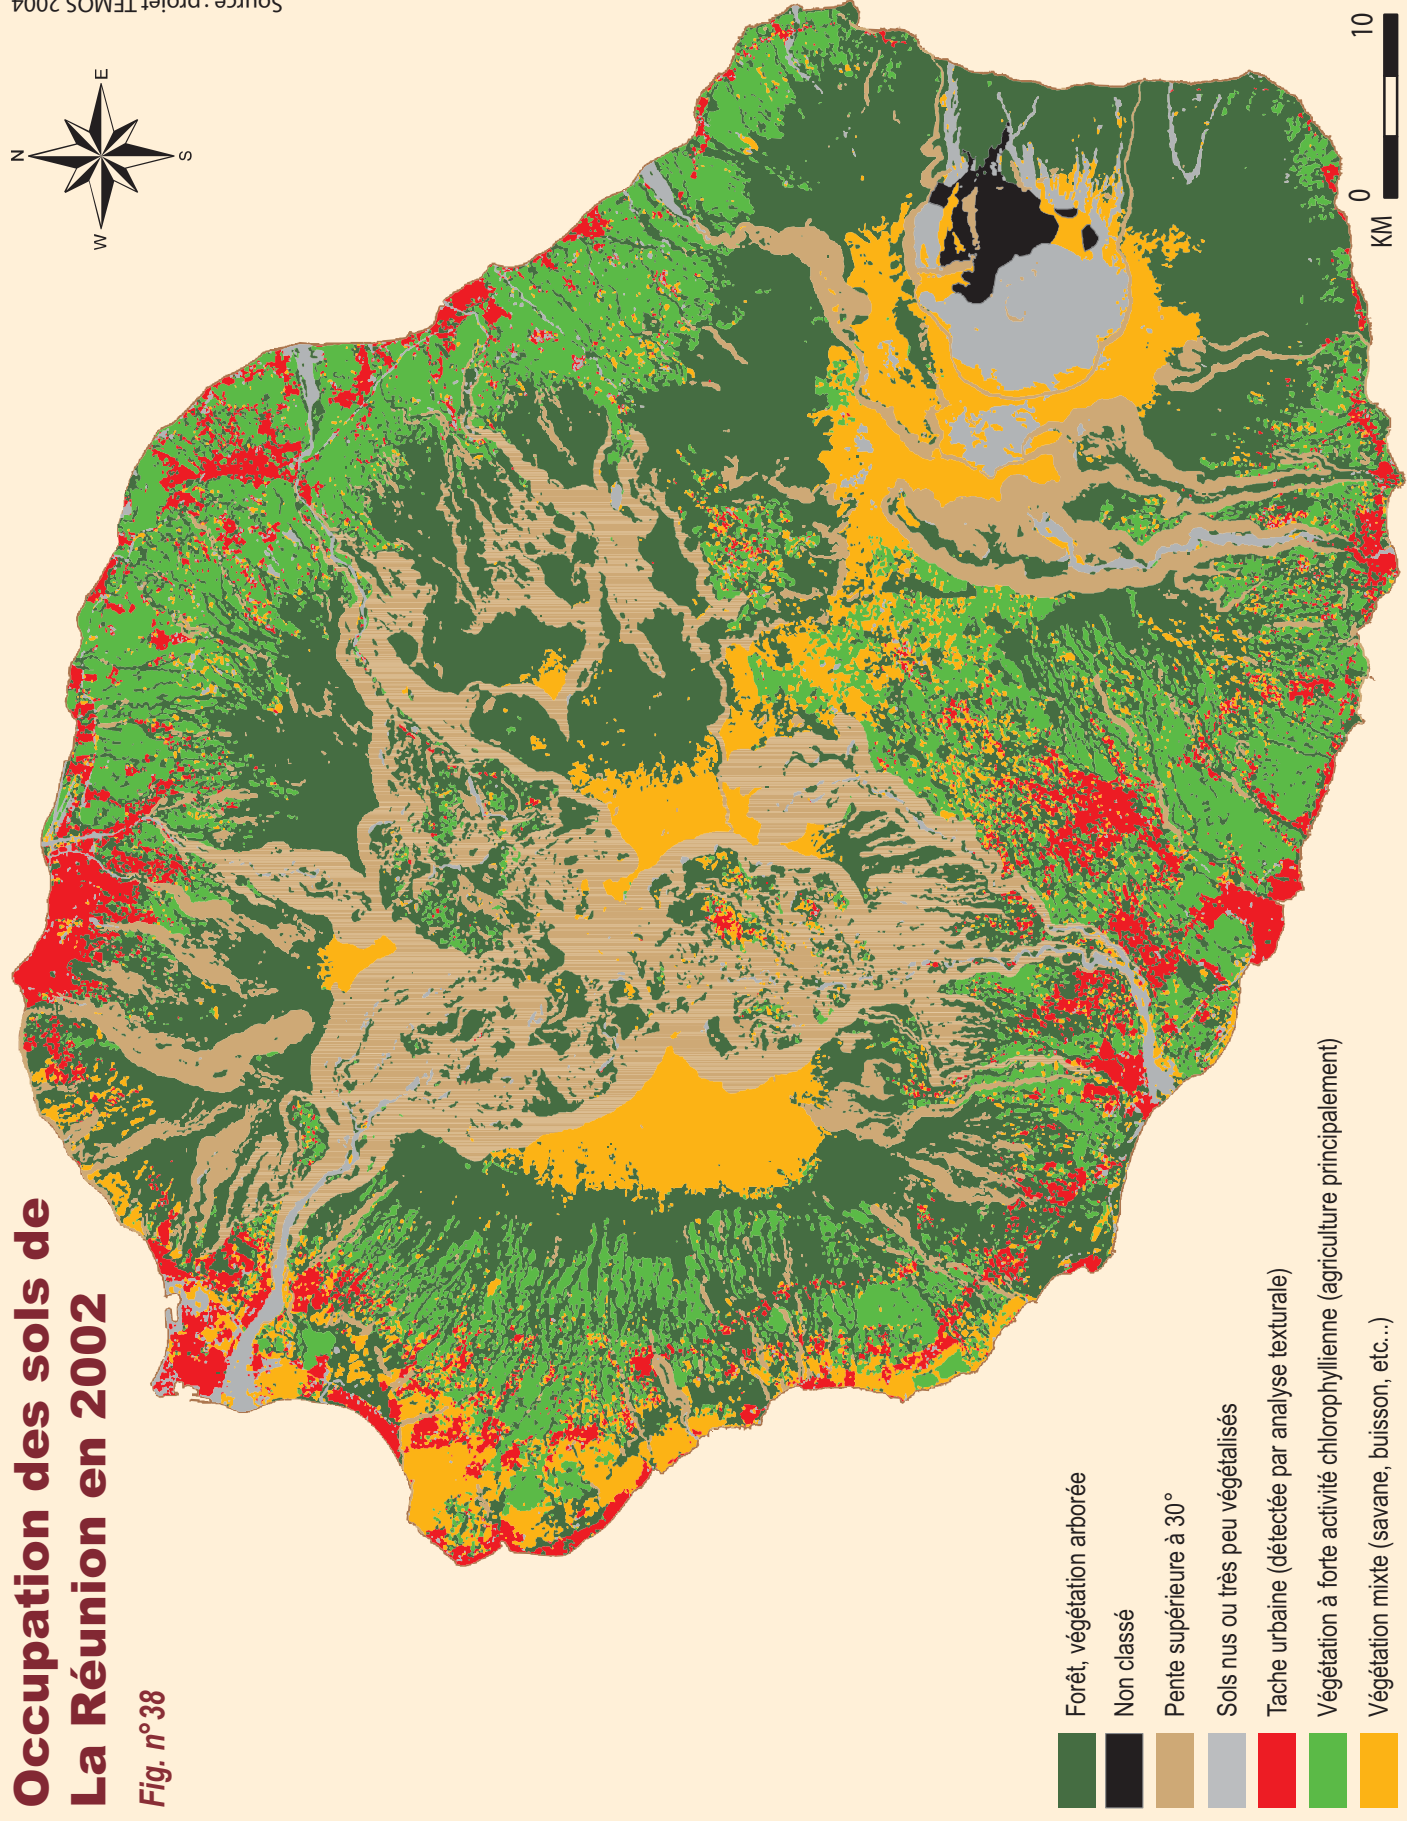 Occupation des sols de
La Réunion en 2002
Fig. n°38
N
E
S
W
Source : projet TEMOS 2004
Forêt, végétation arborée
Non classé
Pente supérieure à 30°
Sols nus ou très peu végétalisés
Tache urbaine (détectée par analyse texturale)
Végétation à forte activité chlorophyllienne (agriculture principalement)
Végétation mixte (savane, buisson, etc...)
0 10
KM